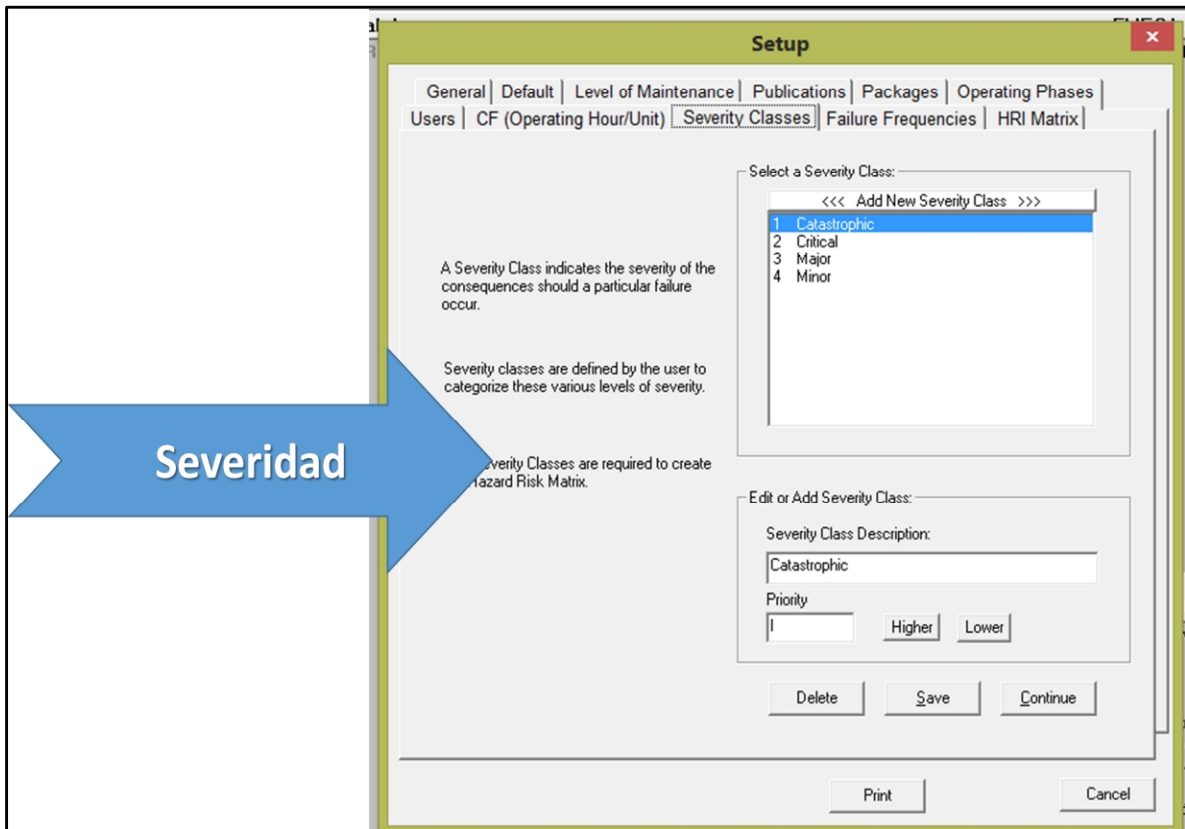 Setup
General
Default
Level of Maintenance
Publications
Packages
Operating Phases
Users
CF (Operating Hour/Unit)
Severity Classes
Failure Frequencies
HRI Matrix
A Severity Class indicates the severity of the
consequences should a particular failure
occur.
Severity classes are defined by the user to
categorize these various levels of severity.
Severidad
everity Classes are required to create
azard Risk Matrix.
Select a Severity Class:
<<< Add New Severity Class >>>
1 Catastrophic
2 Critical
3 Major
4 Minor
Edit or Add Severity Class:
Severity Class Description:
Catastrophic
Priority
I
Higher
Lower
Delete
Save
Continue
Print
Cancel